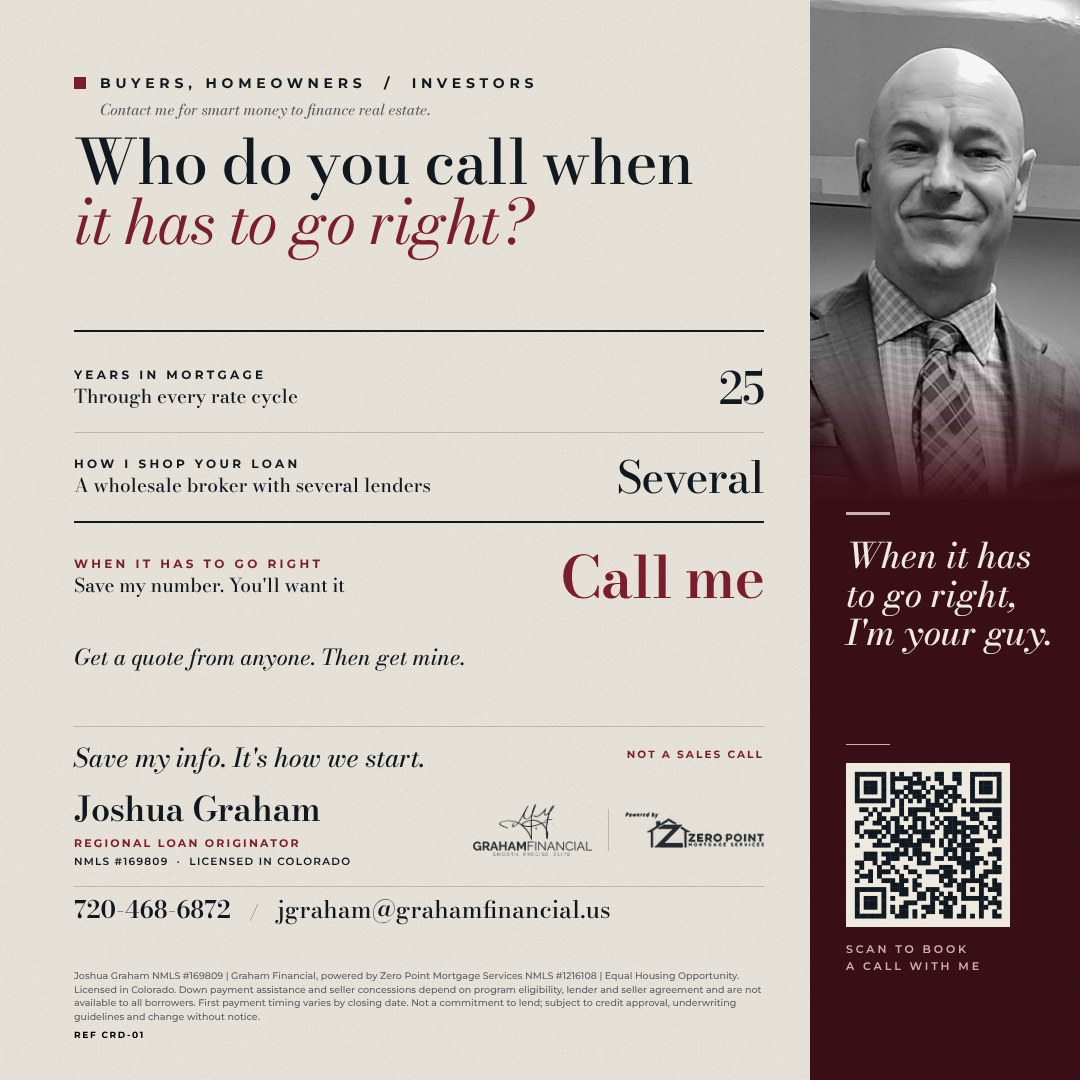 BUYERS, HOMEOWNERS / INVESTORS
Contact me for smart money to finance real estate.
Who do you call when
it has to go right?
YEARS IN MORTGAGE
Through every rate cycle
25
HOW I SHOP YOUR LOAN
A wholesale broker with several lenders
Several
WHEN IT HAS TO GO RIGHT
Save my number. You'll want it
Call me
Get a quote from anyone. Then get mine.
Save my info. It's how we start.
NOT A SALES CALL
Joshua Graham
REGIONAL LOAN ORIGINATOR
NMLS #169809 · LICENSED IN COLORADO
GRAHAMFINANCIAL
SMOOTH. PRECISE. ELITE.
Powered by
ZERO POINT
MORTGAGE SERVICES
720-468-6872 / jgraham@grahamfinancial.us
Joshua Graham NMLS #169809 | Graham Financial, powered by Zero Point Mortgage Services NMLS #1216108 | Equal Housing Opportunity.
Licensed in Colorado. Down payment assistance and seller concessions depend on program eligibility, lender and seller agreement and are not
available to all borrowers. First payment timing varies by closing date. Not a commitment to lend; subject to credit approval, underwriting
guidelines and change without notice.
REF CRD-01
When it has
to go right,
I'm your guy.
SCAN TO BOOK
A CALL WITH ME